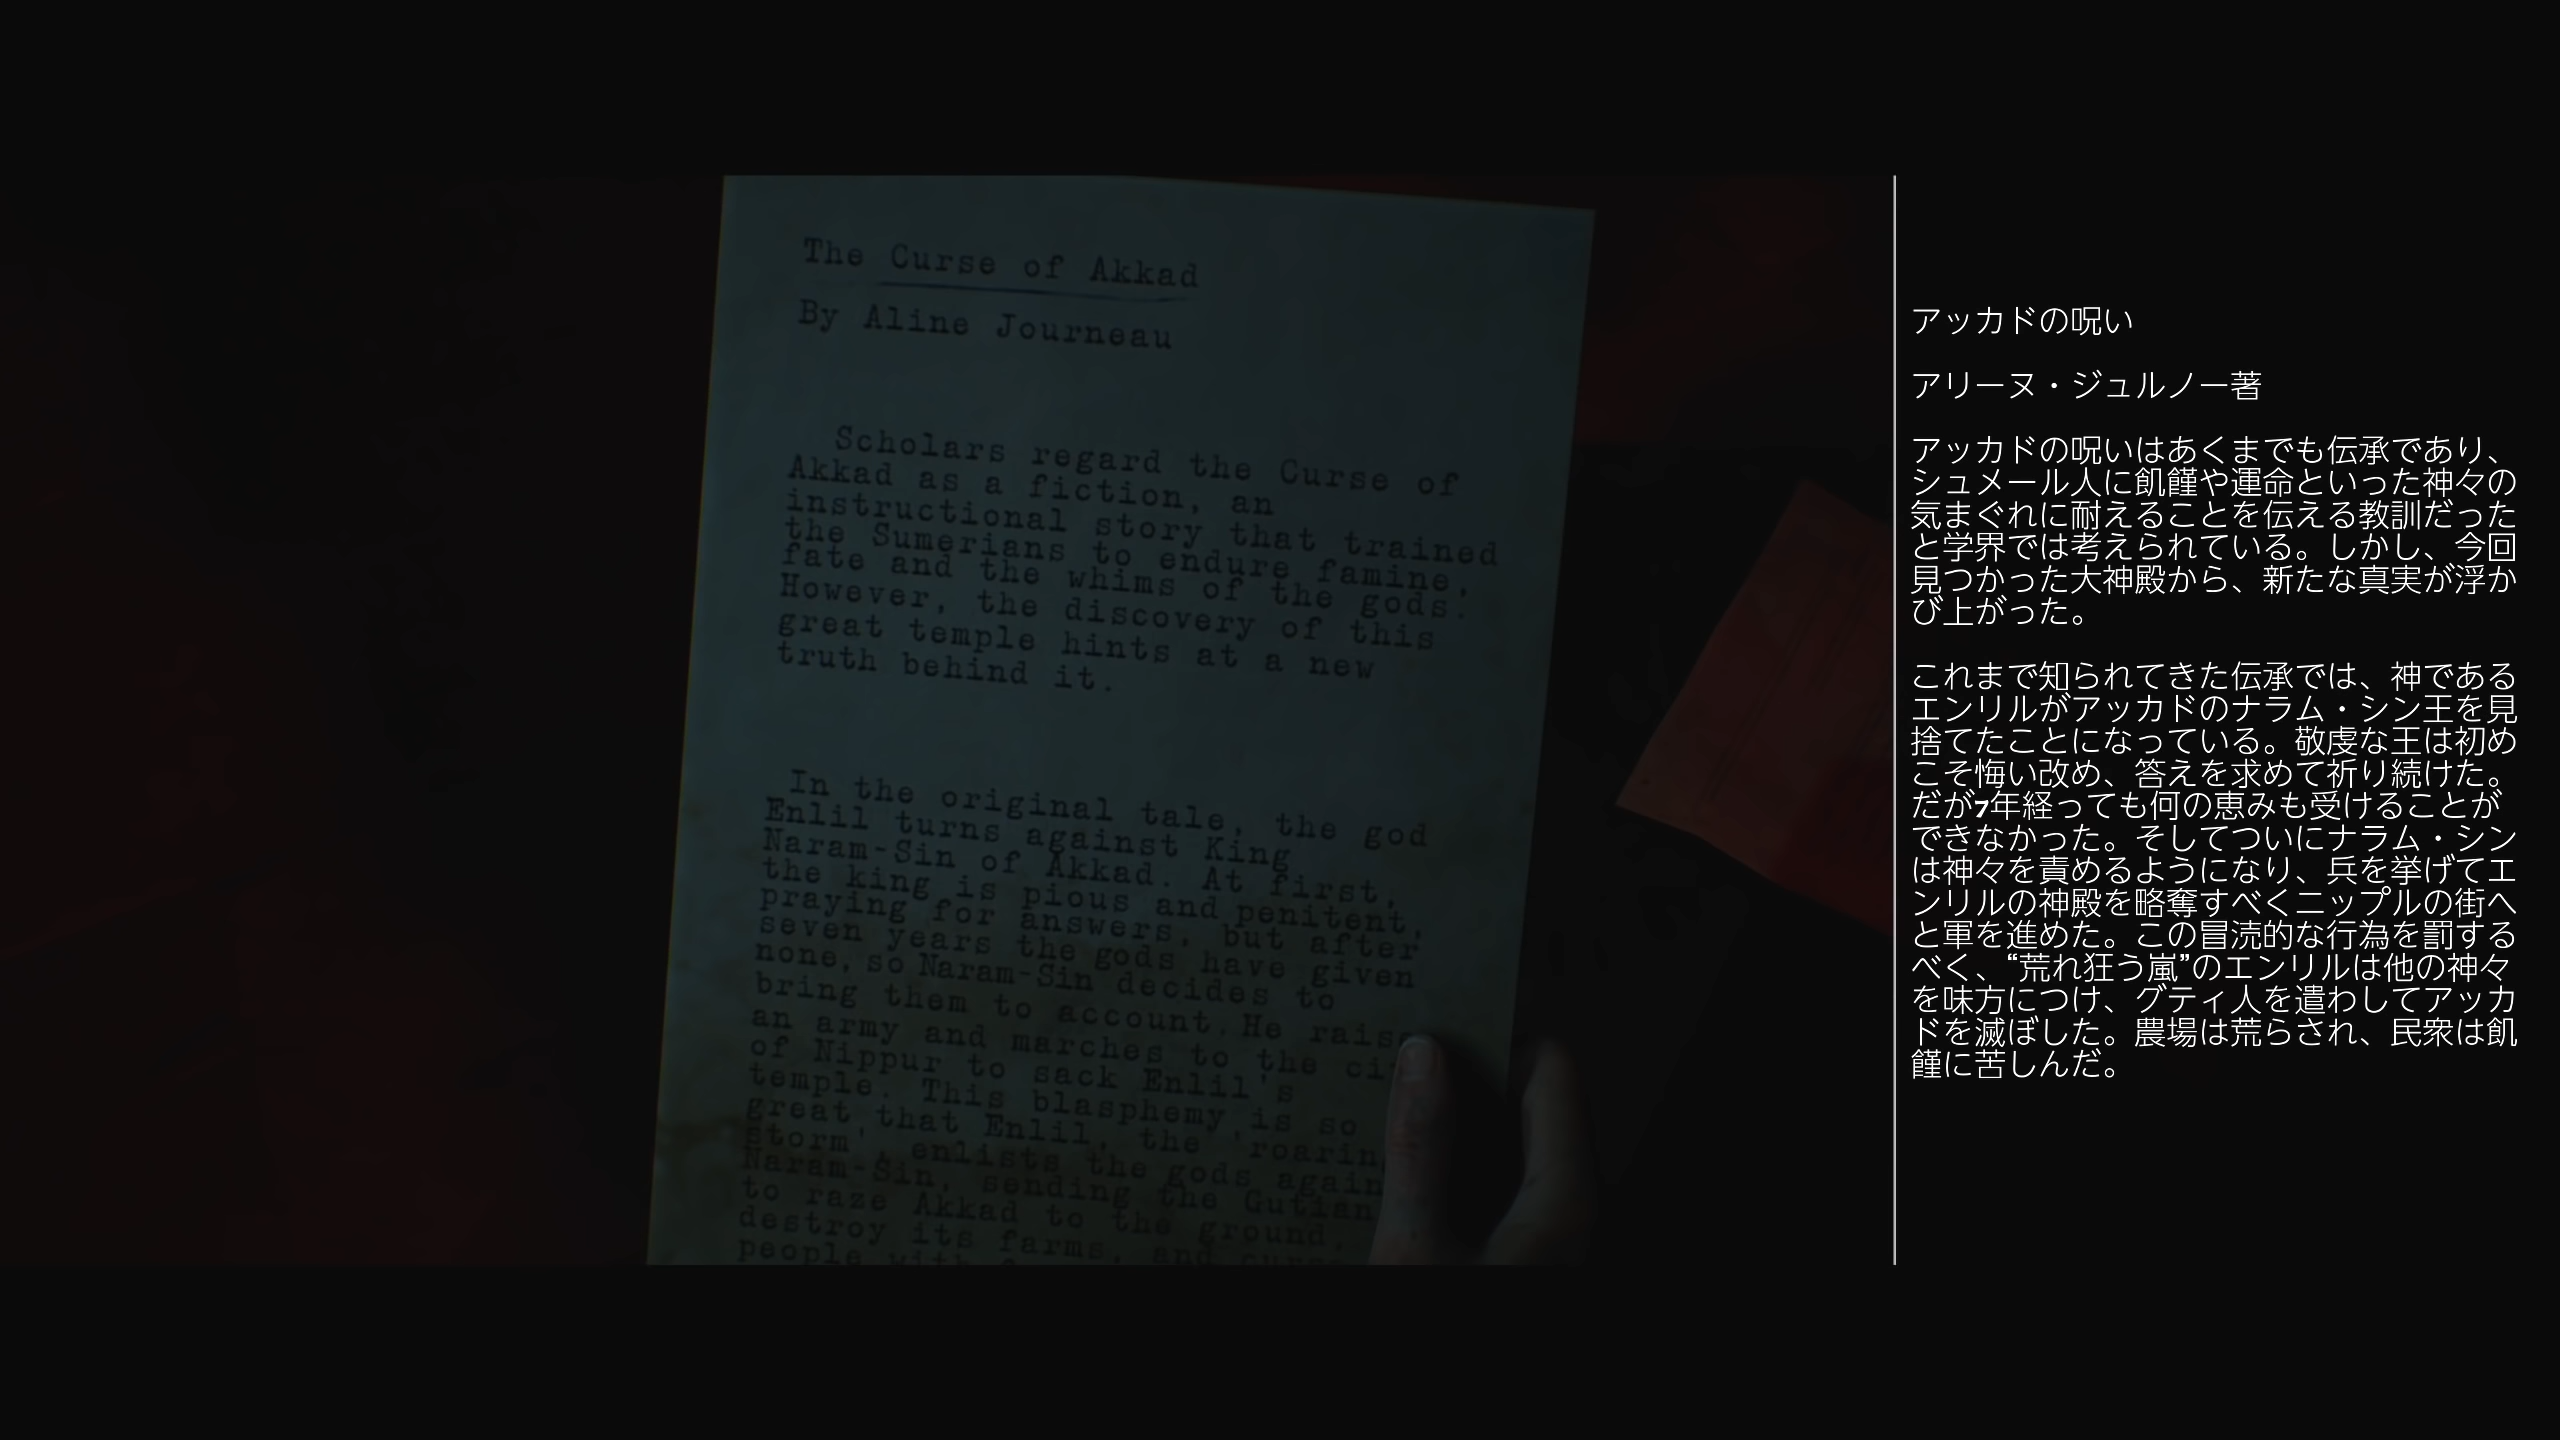 The Curse of Akkad
By Aline Journeau
Scholars regard the Curse of
Akkad as a fiction, an
instructional story that trained
the Sumerians to endure famine,
fate and the whims of the gods.
However, the discovery of this
great temple hints at a new
truth behind it.
In the original tale, the god
Enlil turns against King
Naram-Sin of Akkad. At first,
the king is pious and penitent,
praying for answers, but after
seven years the gods have given
none, so Naram-Sin decides to
bring them to account. He
an army and marches to the
of Nippur to sack Enlil's
temple. This blasphemy, is so
great that Enlil, the
storm', enlists the gods
Naram-Sin, sending the
to raze Akkad to the ground,
destroy its farms, and
people with
アッカドの呪い
アリーヌ・ジュルノー著
アッカドの呪いはあくまでも伝承であり、
シュメール人に飢饉や運命といった神々の
気まぐれに耐えることを伝える教訓だった
と学界では考えられている。しかし、今回
見つかった大神殿から、新たな真実が浮か
び上がった。
これまで知られてきた伝承では、神である
エンリルがアッカドのナラム・シン王を見
捨てたことになっている。敬虔な王は初め
こそ悔い改め、答えを求めて祈り続けた。
だが7年経っても何の恵みも受けることが
できなかった。そしてついにナラム・シン
は神々を責めるようになり、兵を挙げてエ
ンリルの神殿を略奪すべくニップルの街へ
と軍を進めた。この冒涜的な行為を罰する
べく、“荒れ狂う嵐”のエンリルは他の神々
を味方につけ、グティ人を遣わしてアッカ
ドを滅ぼした。農場は荒らされ、民衆は飢
饉に苦しんだ。